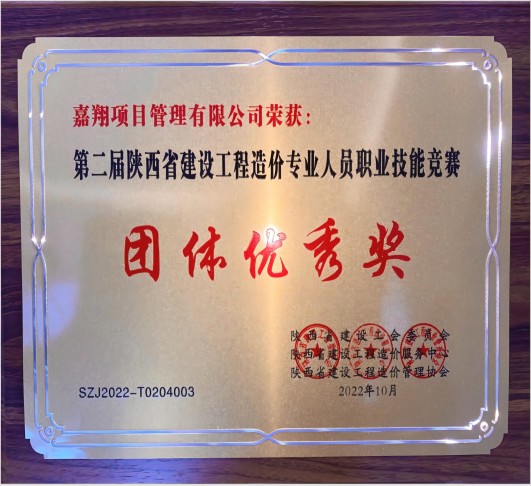 嘉翔项目管理有限公司荣获：
第二届陕西省建设工程造价专业人员职业技能竞赛
团体优秀奖
陕西省建设工会委员会
陕西省建设工程造价服务中心
陕西省建设工程造价管理协会
SZJ2022-T0204003
2022年10月